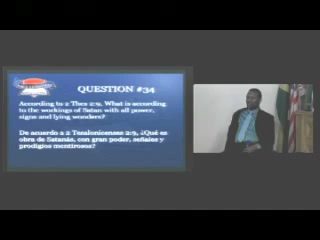 QUESTION #34
According to 2 Thes 2:9, What is according
to the workings of Satan with all power,
signs and lying wonders?
De acuerdo a 2 Tesalonicenses 2:9, ¿Qué es
obra de Satanás, con gran poder, señales y
prodigios mentirosos?